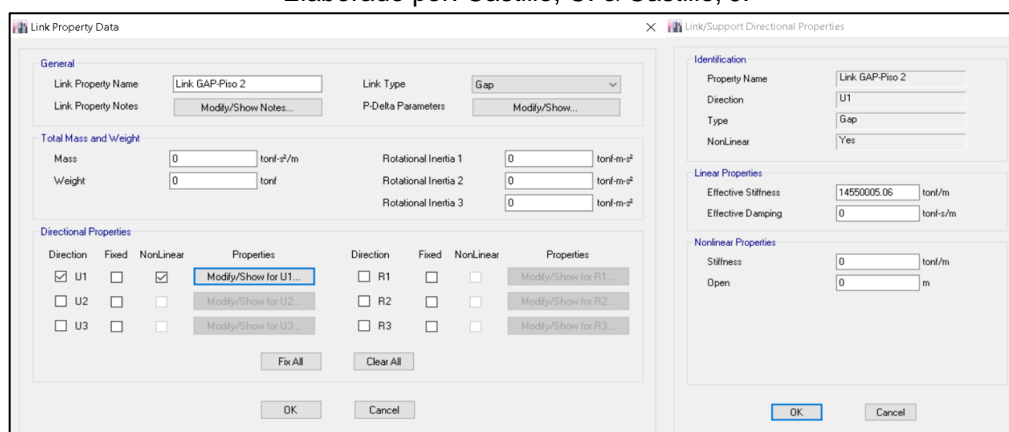 Elaborado por: Castillo, C. & Castillo, J.
Link Property Data
General
Link Property Name Link GAP-Piso 2 Link Type Gap
Link Property Notes Modify/Show Notes... P-Delta Parameters Modify/Show...
Total Mass and Weight
Mass 0 tonf-s²/m Rotational Inertia 1 0 tonf-m-s²
Weight 0 tonf Rotational Inertia 2 0 tonf-m-s²
Rotational Inertia 3 0 tonf-m-s²
Directional Properties
Direction Fixed NonLinear Properties Direction Fixed NonLinear Properties
U1 Modify/Show for U1... R1 Modify/Show for R1...
U2 Modify/Show for U2... R2 Modify/Show for R2...
U3 Modify/Show for U3... R3 Modify/Show for R3...
Fix All Clear All
OK Cancel
Link/Support Directional Properties
Identification
Property Name Link GAP-Piso 2
Direction U1
Type Gap
NonLinear Yes
Linear Properties
Effective Stiffness 14550005.06 tonf/m
Effective Damping 0 tonf-s/m
Nonlinear Properties
Stiffness 0 tonf/m
Open 0 m
OK Cancel